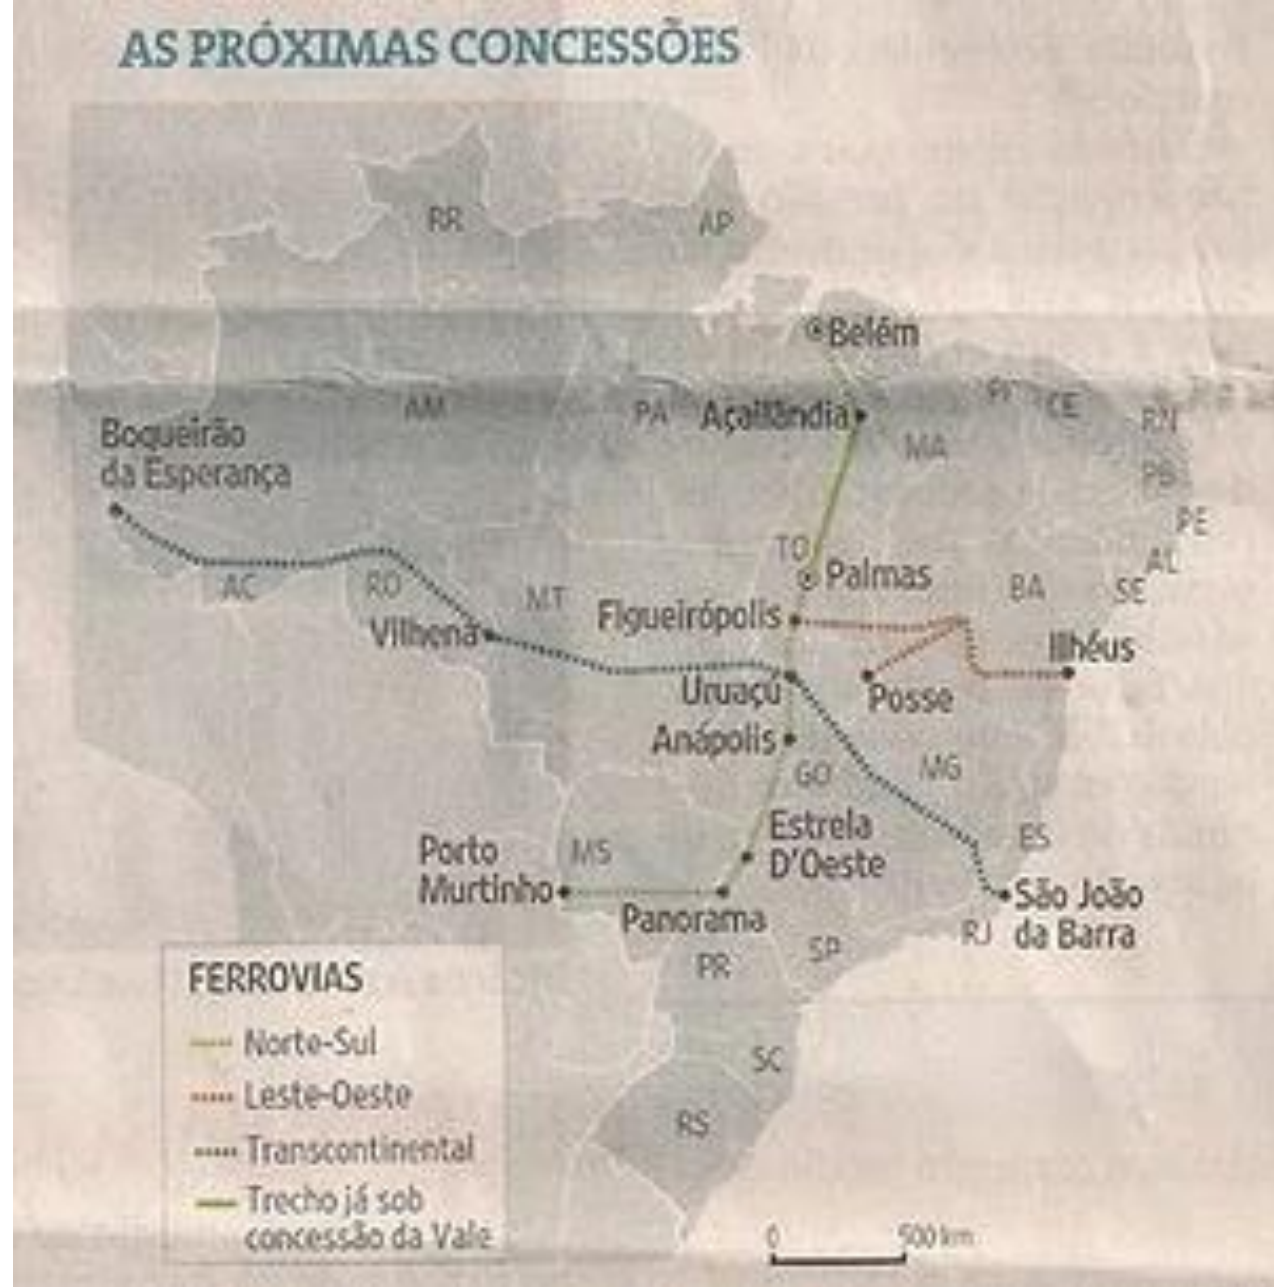 AS PRÓXIMAS CONCESSÕES
RR
AP
Belém
AM
PA
Açailândia
MA
PI
CE
RN
PB
PE
AL
SE
Boqueirão
da Esperança
TO
Palmas
BA
AC
RO
MT
Figueirópolis
Vilhena
Ilhéus
Uruaçú
Posse
Anápolis
GO
MG
Estrela
D'Oeste
ES
Porto
Murtinho
MS
Panorama
São João
da Barra
RJ
SP
PR
SC
RS
FERROVIAS
Norte-Sul
Leste-Oeste
Transcontinental
Trecho já sob
concessão da Vale
0 500 km